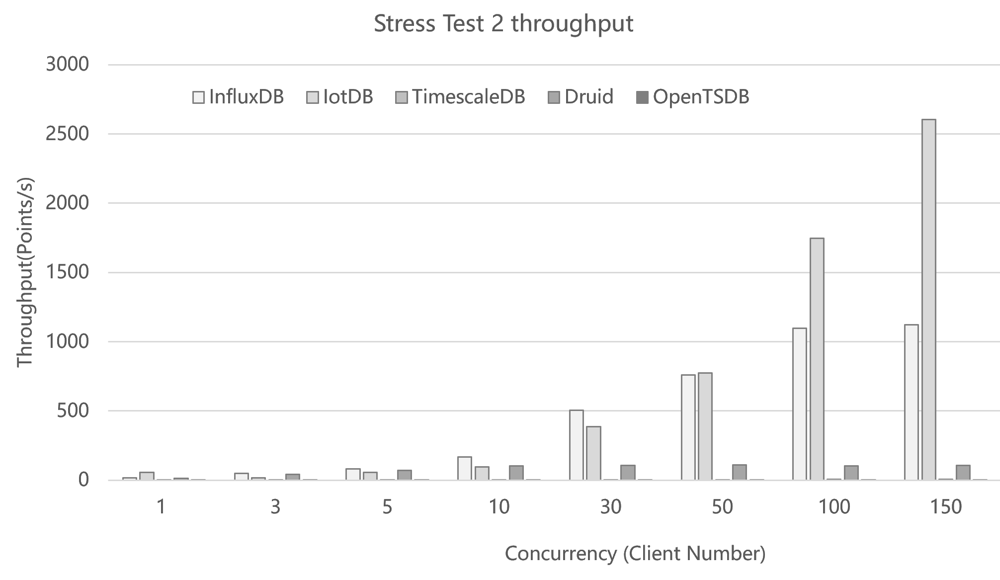 Stress Test 2 throughput
3000
InfluxDB IotDB TimescaleDB Druid OpenTSDB
2500
2000
1500
1000
500
0
Throughput(Points/s)
1 3 5 10 30 50 100 150
Concurrency (Client Number)